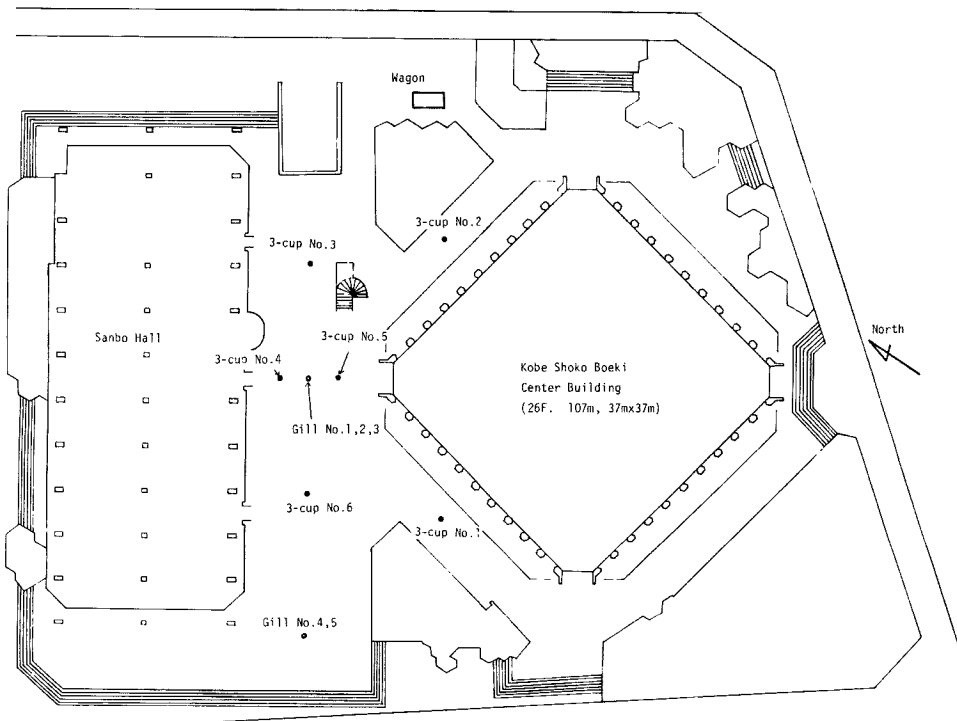 Wagon
3-cup No.2
3-cup No.3
North
Sanbo Hall
3-cup No.5
3-cup No.4
Kobe Shoko Boeki
Center Building
(26F. 107m, 37mx37m)
Gill No.1,2,3
3-cup No.6
3-cup No.1
Gill No.4,5